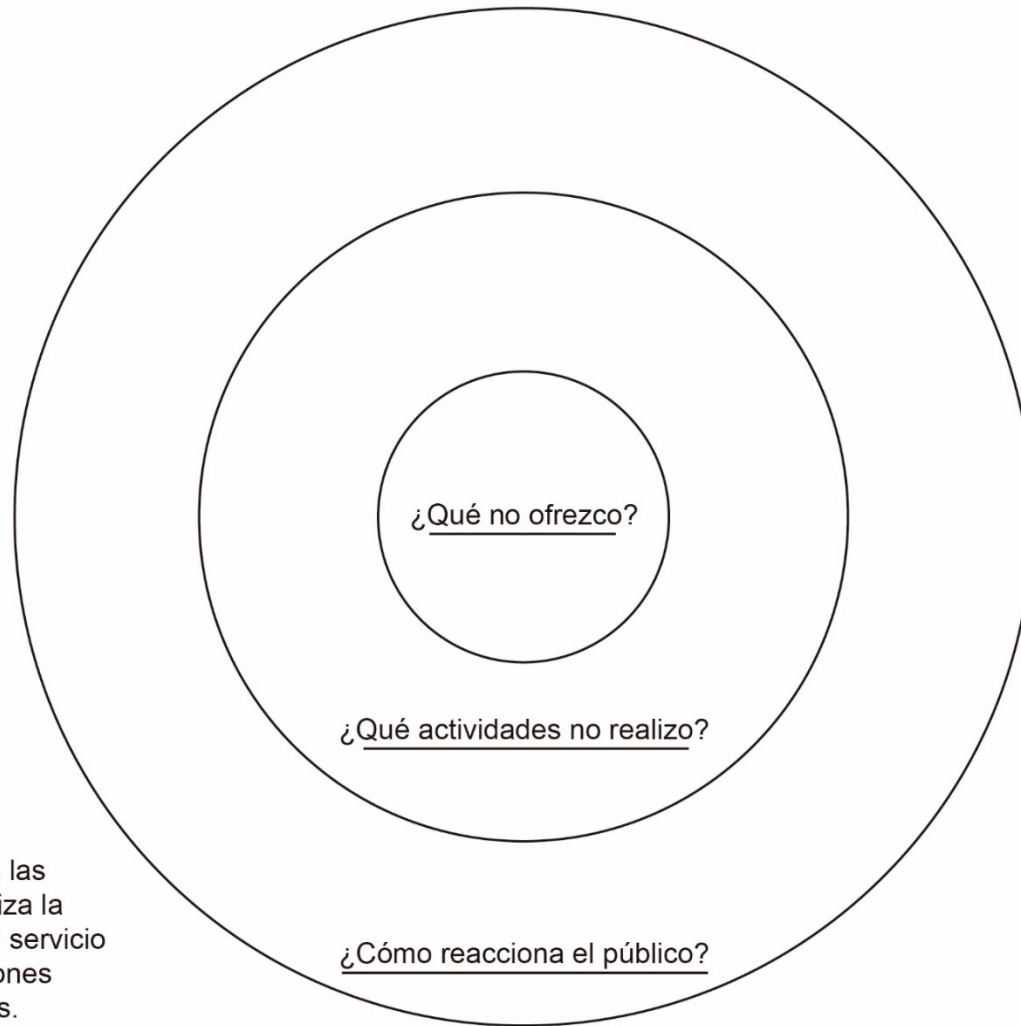 ¿Qué no ofrezco?
¿Qué actividades no realizo?
las
iza la
servicio
¿Cómo reacciona el público?
ones
s.